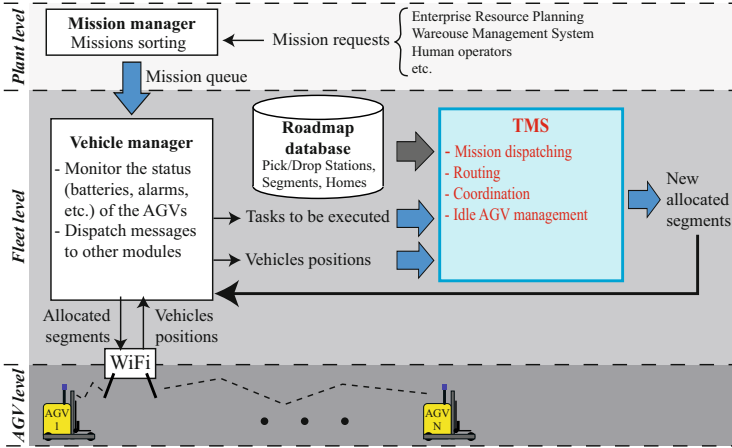 Plant level
Mission manager
Missions sorting
Mission requests
Enterprise Resource Planning
Warouse Management System
Human operators
etc.
Mission queue
Fleet level
Vehicle manager
- Monitor the status
(batteries, alarms,
etc.) of the AGVs
- Dispatch messages
to other modules
Roadmap
database
Pick/Drop Stations,
Segments, Homes
TMS
- Mission dispatching
- Routing
- Coordination
- Idle AGV management
New
allocated
segments
Tasks to be executed
Vehicles positions
Allocated
segments
Vehicles
positions
WiFi
AGV level
AGV
1
AGV
N